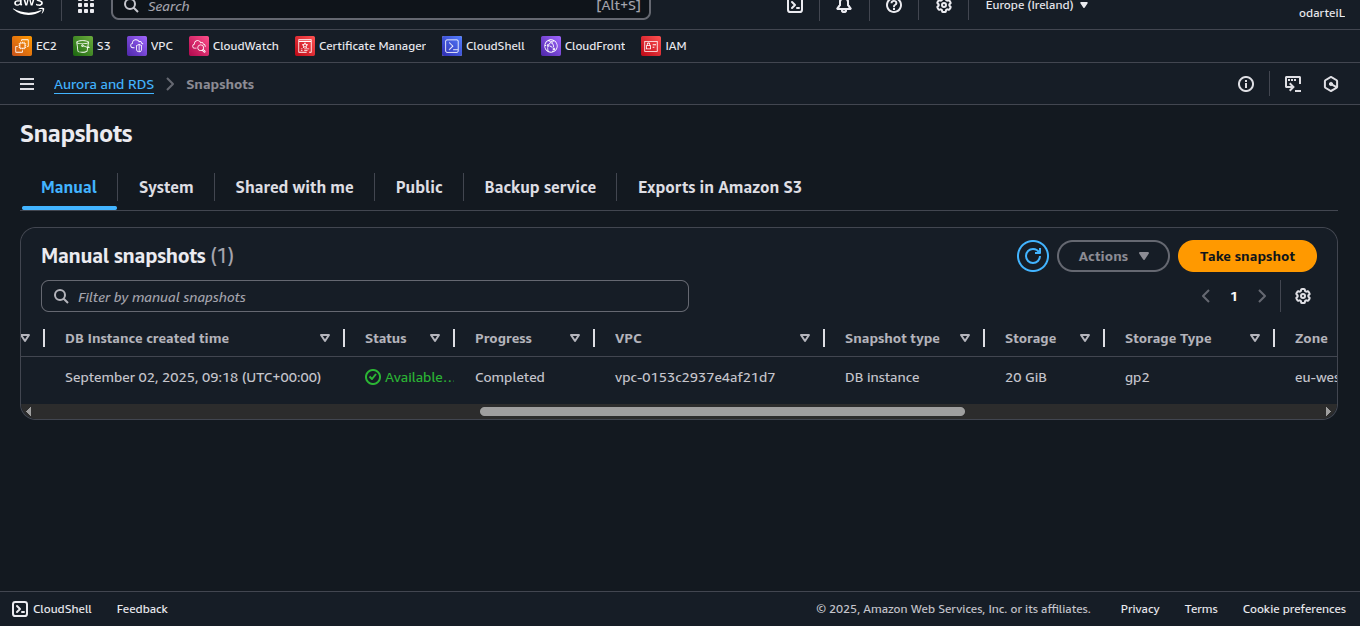 aws Search [Alt+S] Europe (Ireland) odarteiL
EC2 S3 VPC CloudWatch Certificate Manager CloudShell CloudFront IAM
Aurora and RDS Snapshots
Snapshots
Manual System Shared with me Public Backup service Exports in Amazon S3
Manual snapshots (1) Actions Take snapshot
Filter by manual snapshots 1
DB Instance created time Status Progress VPC Snapshot type Storage Storage Type Zone
September 02, 2025, 09:18 (UTC+00:00) Available... Completed vpc-0153c2937e4af21d7 DB instance 20 GiB gp2 eu-wes
CloudShell Feedback © 2025, Amazon Web Services, Inc. or its affiliates. Privacy Terms Cookie preferences